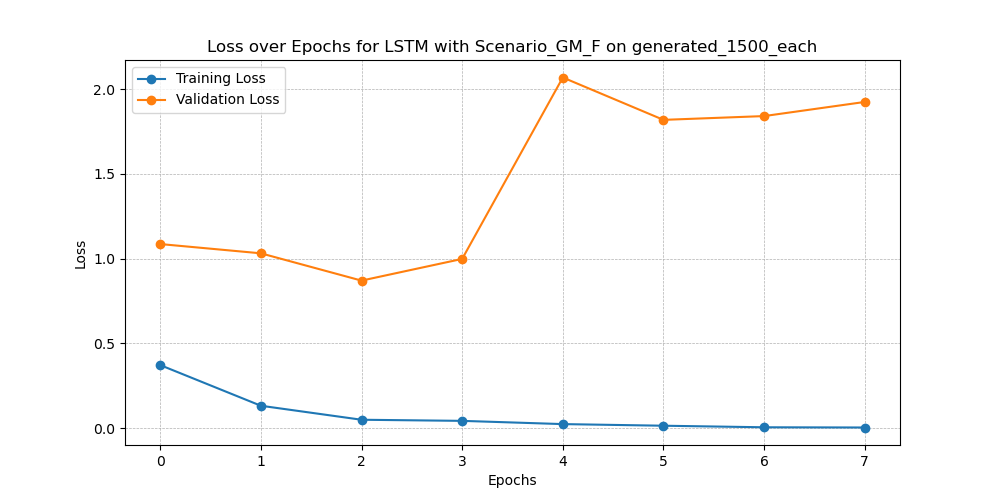 Loss over Epochs for LSTM with Scenario_GM_F on generated_1500_each
Training Loss
Validation Loss
2.0
1.5
1.0
0.5
0.0
Loss
0 1 2 3 4 5 6 7
Epochs